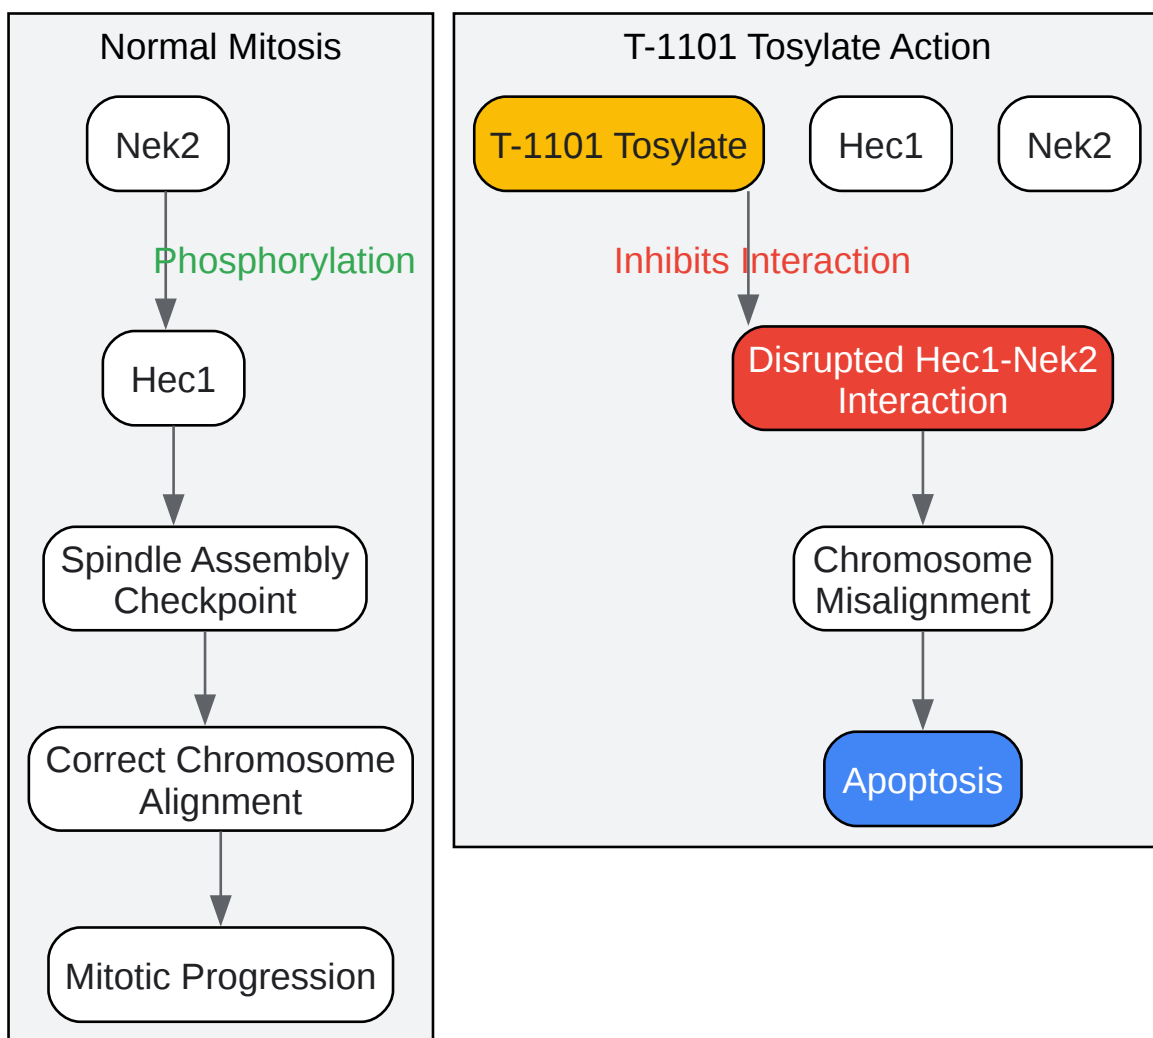 Normal Mitosis
Nek2
Phosphorylation
Hec1
Spindle Assembly
Checkpoint
Correct Chromosome
Alignment
Mitotic Progression
T-1101 Tosylate Action
T-1101 Tosylate
Hec1
Nek2
Inhibits Interaction
Disrupted Hec1-Nek2
Interaction
Chromosome
Misalignment
Apoptosis